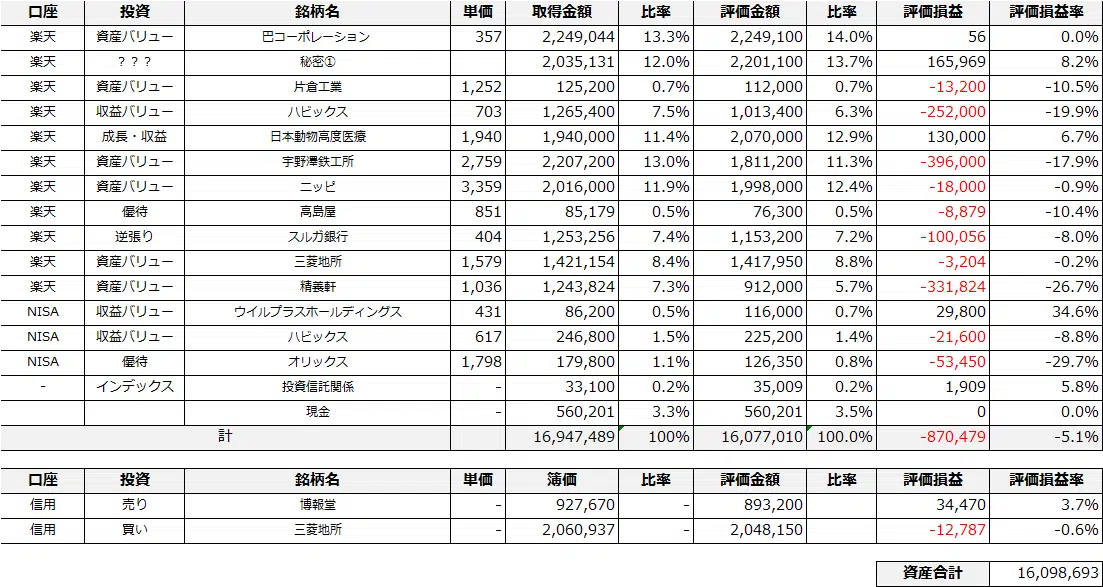 口座 投資 銘柄名 単価 取得金額 比率 評価金額 比率 評価損益 評価損益率
楽天 資産バリュー 巴コーポレーション 357 2,249,044 13.3% 2,249,100 14.0% 56 0.0%
楽天 ？？？ 秘密① 2,035,131 12.0% 2,201,100 13.7% 165,969 8.2%
楽天 資産バリュー 片倉工業 1,252 125,200 0.7% 112,000 0.7% -13,200 -10.5%
楽天 収益バリュー ハビックス 703 1,265,400 7.5% 1,013,400 6.3% -252,000 -19.9%
楽天 成長・収益 日本動物高度医療 1,940 1,940,000 11.4% 2,070,000 12.9% 130,000 6.7%
楽天 資産バリュー 宇野澤鉄工所 2,759 2,207,200 13.0% 1,811,200 11.3% -396,000 -17.9%
楽天 資産バリュー ニッピ 3,359 2,016,000 11.9% 1,998,000 12.4% -18,000 -0.9%
楽天 優待 高島屋 851 85,179 0.5% 76,300 0.5% -8,879 -10.4%
楽天 逆張り スルガ銀行 404 1,253,256 7.4% 1,153,200 7.2% -100,056 -8.0%
楽天 資産バリュー 三菱地所 1,579 1,421,154 8.4% 1,417,950 8.8% -3,204 -0.2%
楽天 資産バリュー 精養軒 1,036 1,243,824 7.3% 912,000 5.7% -331,824 -26.7%
NISA 収益バリュー ウイルプラスホールディングス 431 86,200 0.5% 116,000 0.7% 29,800 34.6%
NISA 収益バリュー ハビックス 617 246,800 1.5% 225,200 1.4% -21,600 -8.8%
NISA 優待 オリックス 1,798 179,800 1.1% 126,350 0.8% -53,450 -29.7%
- インデックス 投資信託関係 - 33,100 0.2% 35,009 0.2% 1,909 5.8%
現金 - 560,201 3.3% 560,201 3.5% 0 0.0%
計 16,947,489 100% 16,077,010 100.0% -870,479 -5.1%
口座 投資 銘柄名 単価 簿価 比率 評価金額 比率 評価損益 評価損益率
信用 売り 博報堂 - 927,670 - 893,200 34,470 3.7%
信用 買い 三菱地所 - 2,060,937 - 2,048,150 -12,787 -0.6%
資産合計 16,098,693